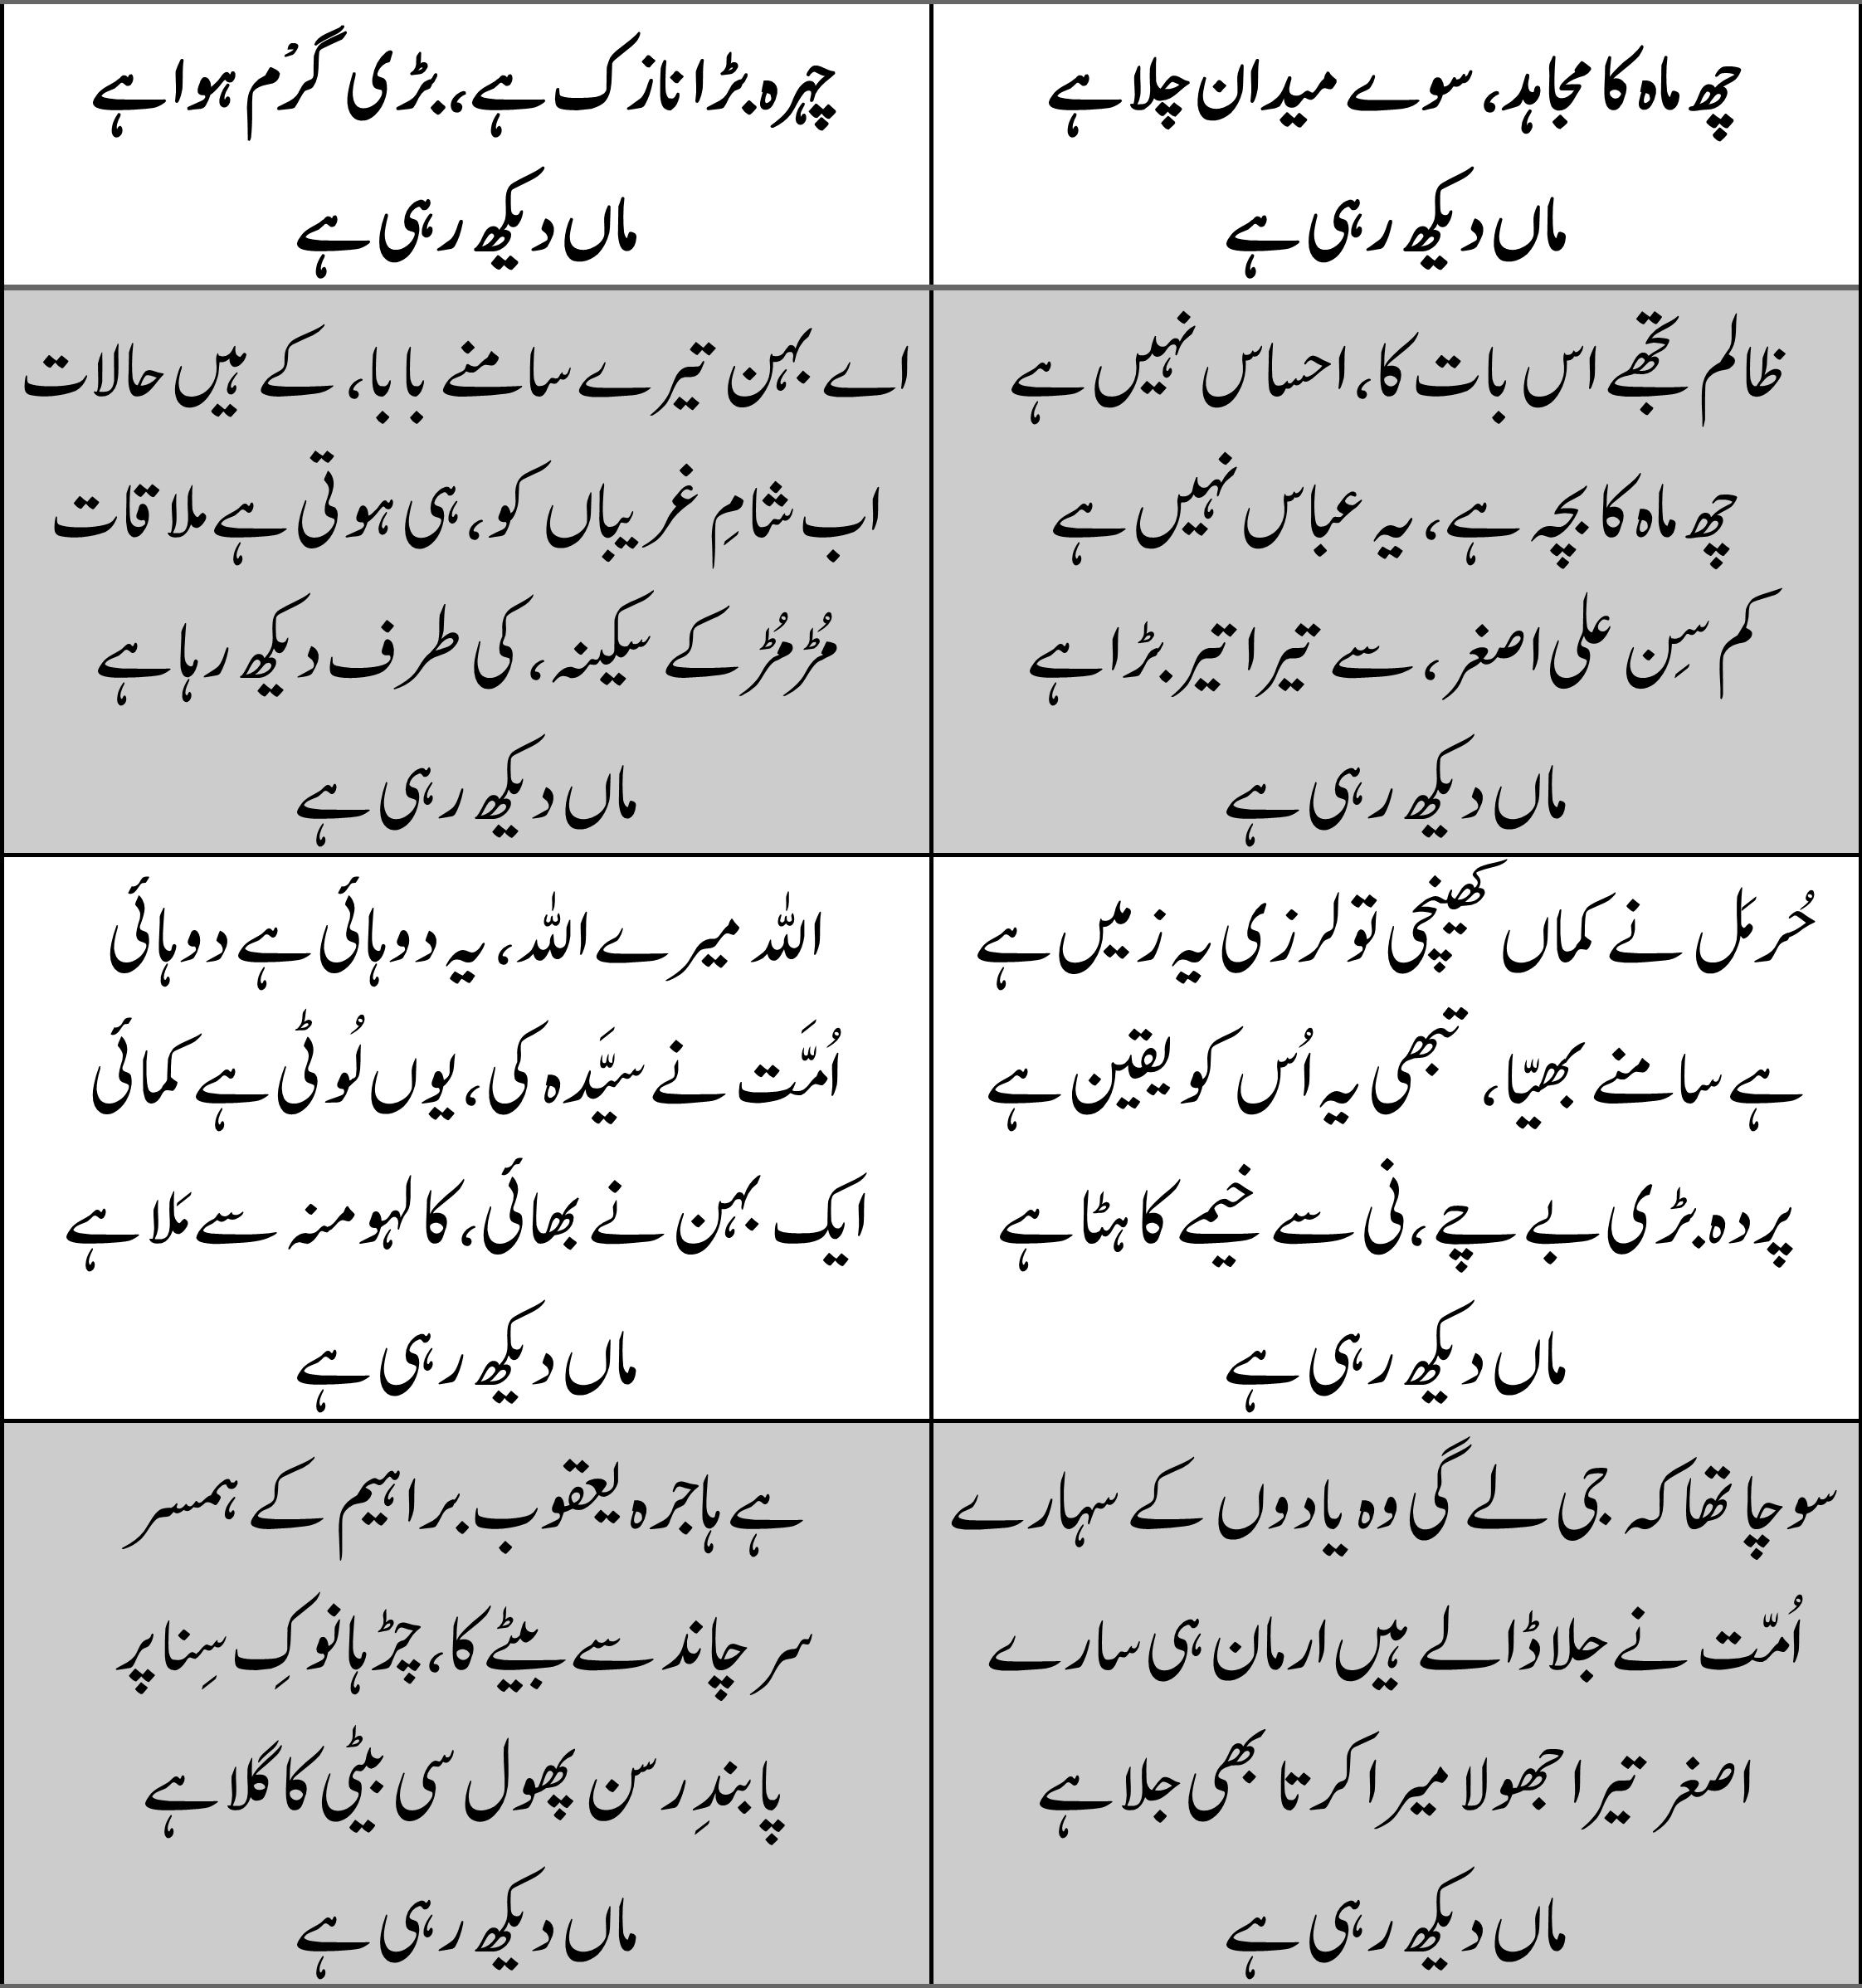 چھ ماہ کا مجاہد، سوے میدان چلا ہے
ماں دیکھ رہی ہے
چہرہ بڑا نازک ہے، بڑی گرْم ہوا ہے
ماں دیکھ رہی ہے
ظالم تجھے اس بات کا، احساس نہیں ہے
چھ ماہ کا بچہ ہے، یہ عباس نہیں ہے
کم سِن علی اصغر، سے تیرا تیر بڑا ہے
ماں دیکھ رہی ہے
اے بہن تیرے سامنے بابا، کے ہیں حالات
اب شامِ غریباں کو، ہی ہوتی ہے ملاقات
مُڑ مُڑ کے سکینہ، کی طرف دیکھ رہا ہے
ماں دیکھ رہی ہے
حُرمَل نے کماں کھینچی تو لرزی یہ زمیں ہے
ہے سامنے بھیّا، تبھی یہ اُس کو یقین ہے
پردہ بڑی بے چے، نی سے خیمے کا ہٹا ہے
ماں دیکھ رہی ہے
اللہ میرے اللہ، یہ دوہائی ہے دوہائی
اُمّت نے سیّدہ کی، یوں لُوٹی ہے کمائی
ایک بہن نے بھائی، کا لہو منہ سے مَلا ہے
ماں دیکھ رہی ہے
سوچا تھا کہ جی لے گی وہ یادوں کے سہارے
اُمّت نے جلا ڈالے ہیں ارمان ہی سارے
اصغر تیرا جھولا میرا کرتا بھی جلا ہے
ماں دیکھ رہی ہے
ہے ہاجرہ یعقوب براہیم کے ہمسر
سر چاند سے بیٹے کا، چڑہا نوکِ سِنا پر
پابندِ رسن پھول سی بیٹی کا گلا ہے
ماں دیکھ رہی ہے